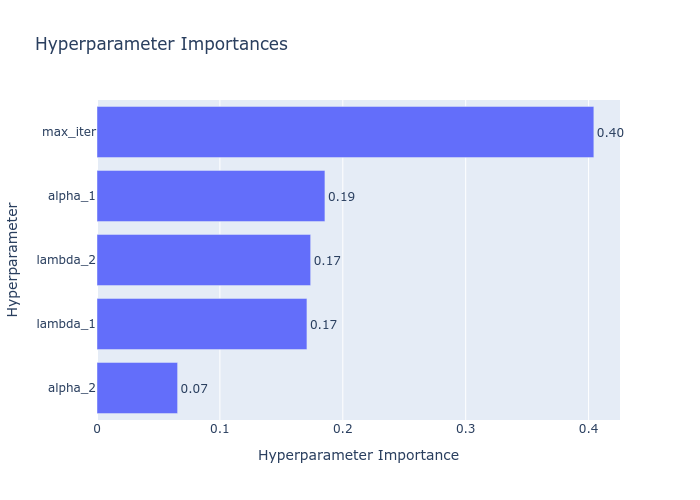 Hyperparameter Importances
Hyperparameter
max_iter
0.40
alpha_1
0.19
lambda_2
0.17
lambda_1
0.17
alpha_2
0.07
0
0.1
0.2
0.3
0.4
Hyperparameter Importance